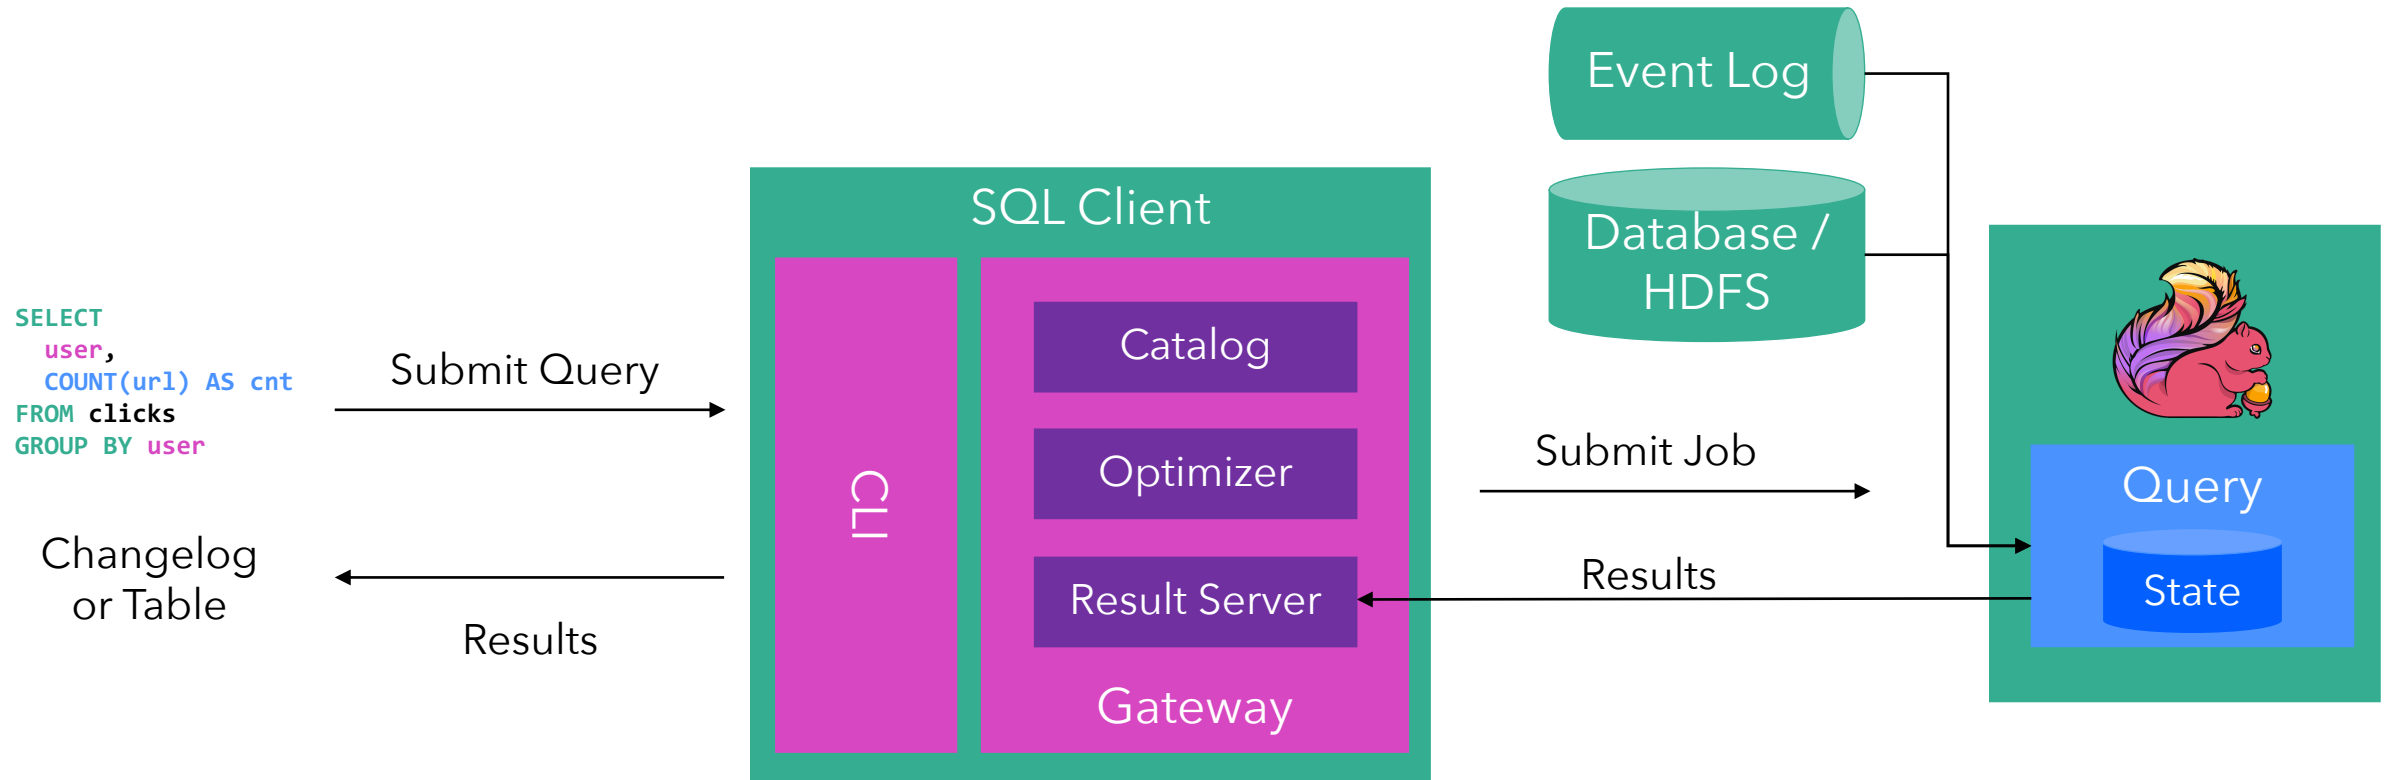 SELECT
user,
COUNT(url) AS cnt
FROM clicks
GROUP BY user
Submit Query
Changelog
or Table
Results
SQL Client
CLI
Catalog
Optimizer
Result Server
Gateway
Event Log
Database /
HDFS
Submit Job
Results
Query
State